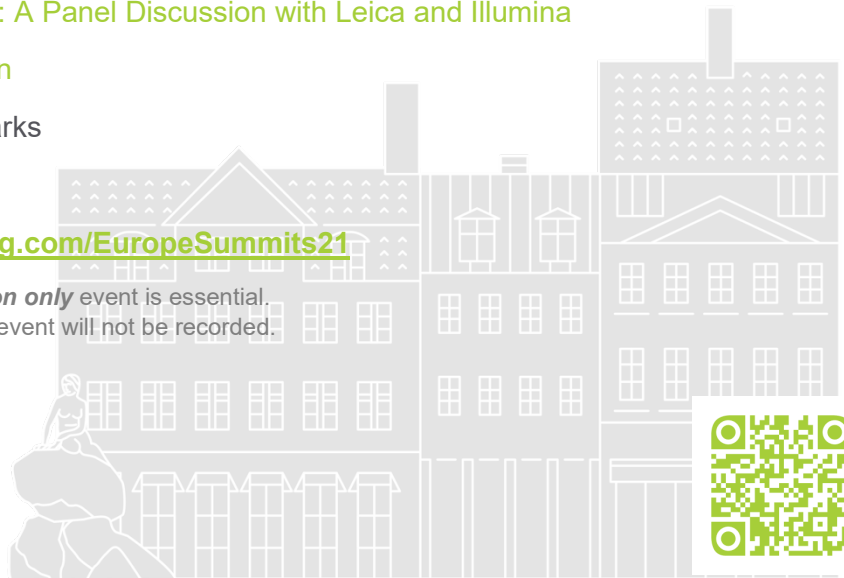 : A Panel Discussion with Leica and Illumina
n
arks
g.com/EuropeSummits21
on only event is essential.
event will not be recorded.